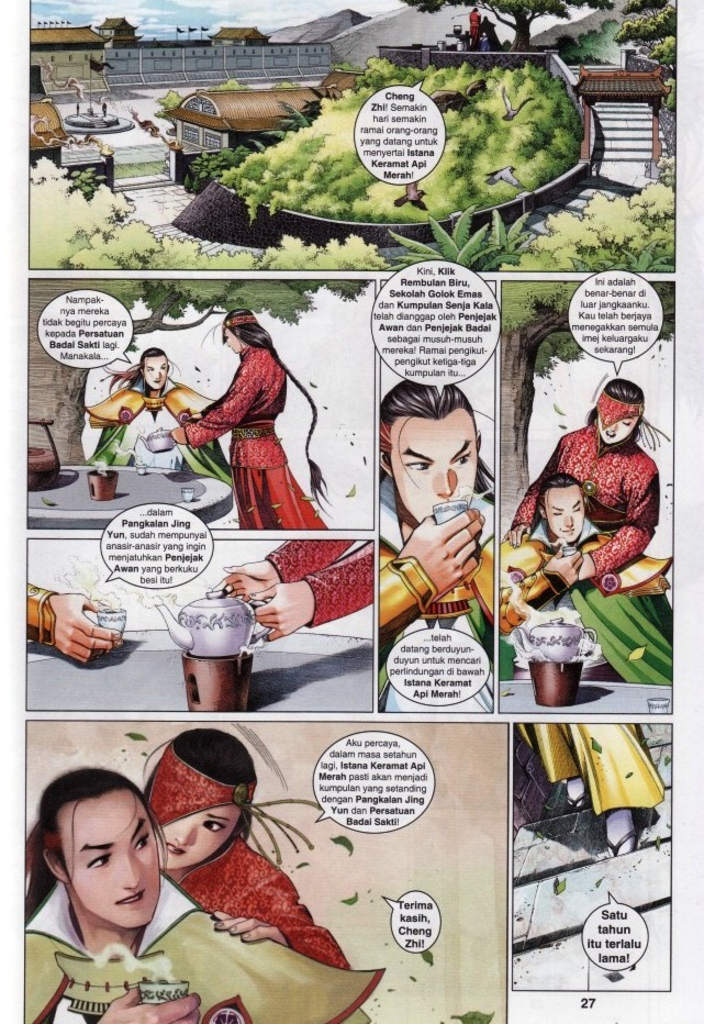 Cheng
Zhi! Semakin
hari semakin
ramai orang-orang
yang datang untuk
menyertai Istana
Keramat Api
Merah!
Nampak-
nya mereka
tidak begitu percaya
kepada Persatuan
Badai Sakti lagi.
Manakala...
...dalam
Pangkalan Jing
Yun, sudah mempunyai
anasir-anasir yang ingin
menjatuhkan Penjejak
Awan yang berkuku
besi itu!
Kini, Klik
Rembulan Biru,
Sekolah Golok Emas
dan Kumpulan Senja Kala
telah dianggap oleh Penjejak
Awan dan Penjejak Badai
sebagai musuh-musuh
mereka! Ramai pengikut-
pengikut ketiga-tiga
kumpulan itu...
...telah
datang berduyun-
duyun untuk mencari
perlindungan di bawah
Istana Keramat
Api Merah!
Ini adalah
benar-benar di
luar jangkaanku.
Kau telah berjaya
menegakkan semula
imej keluargaku
sekarang!
Aku percaya,
dalam masa setahun
lagi, Istana Keramat Api
Merah pasti akan menjadi
kumpulan yang setanding
dengan Pangkalan Jing
Yun dan Persatuan
Badai Sakti!
Terima
kasih,
Cheng
Zhi!
Satu
tahun
itu terlalu
lama!
27